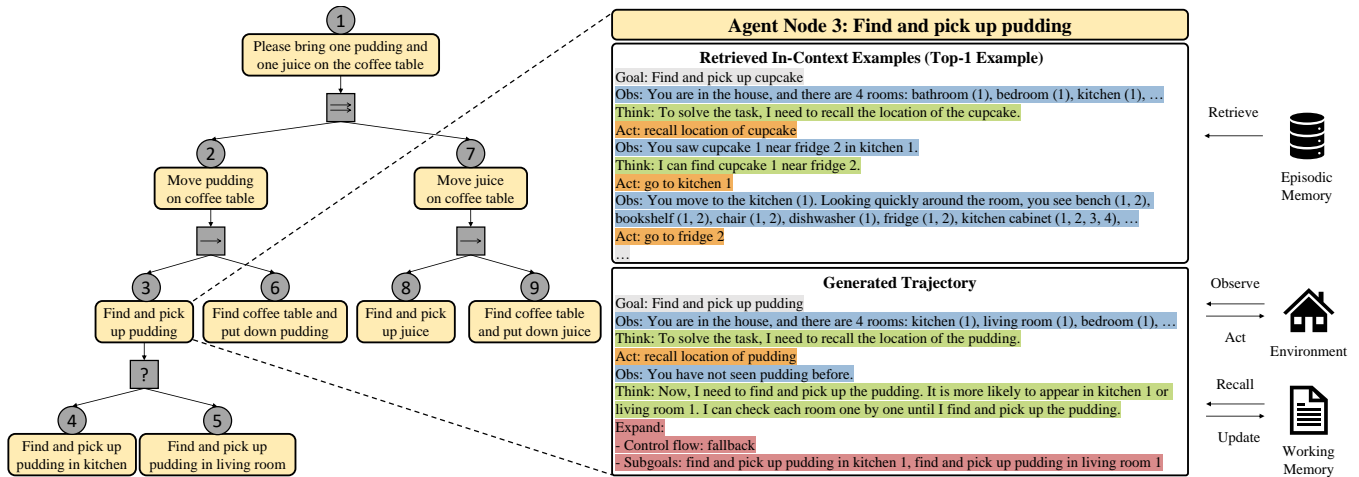 1
Please bring one pudding and
one juice on the coffee table
2
Move pudding
on coffee table
7
Move juice
on coffee table
3
Find and pick
up pudding
6
Find coffee table and
put down pudding
8
Find and pick
up juice
9
Find coffee table
and put down juice
?
4
Find and pick up
pudding in kitchen
5
Find and pick up
pudding in living room
Agent Node 3: Find and pick up pudding
Retrieved In-Context Examples (Top-1 Example)
Goal: Find and pick up cupcake
Obs: You are in the house, and there are 4 rooms: bathroom (1), bedroom (1), kitchen (1), …
Think: To solve the task, I need to recall the location of the cupcake.
Act: recall location of cupcake
Obs: You saw cupcake 1 near fridge 2 in kitchen 1.
Think: I can find cupcake 1 near fridge 2.
Act: go to kitchen 1
Obs: You move to the kitchen (1). Looking quickly around the room, you see bench (1, 2),
bookshelf (1, 2), chair (1, 2), dishwasher (1), fridge (1, 2), kitchen cabinet (1, 2, 3, 4), …
Act: go to fridge 2
…
Generated Trajectory
Goal: Find and pick up pudding
Obs: You are in the house, and there are 4 rooms: kitchen (1), living room (1), bedroom (1), …
Think: To solve the task, I need to recall the location of the pudding.
Act: recall location of pudding
Obs: You have not seen pudding before.
Think: Now, I need to find and pick up the pudding. It is more likely to appear in kitchen 1 or
living room 1. I can check each room one by one until I find and pick up the pudding.
Expand:
- Control flow: fallback
- Subgoals: find and pick up pudding in kitchen 1, find and pick up pudding in living room 1
Retrieve
Episodic
Memory
Observe
Act
Environment
Recall
Update
Working
Memory